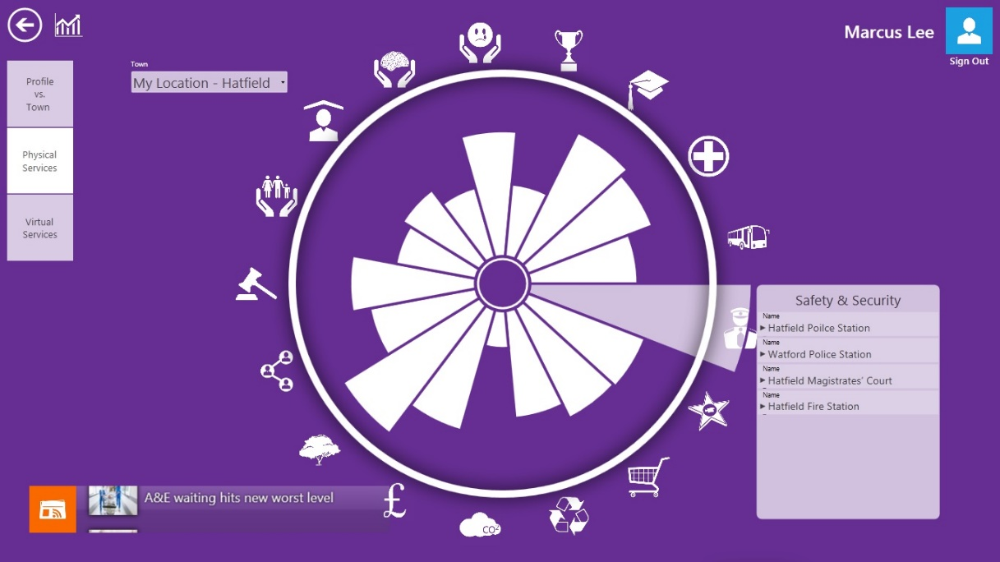 Marcus Lee
Sign Out
Town
My Location - Hatfield
Profile
vs.
Town
Physical
Services
Virtual
Services
Safety & Security
Name
Hatfield Poilce Station
Name
Watford Police Station
Name
Hatfield Magistrates' Court
Name
Hatfield Fire Station
A&E waiting hits new worst level
£
CO²